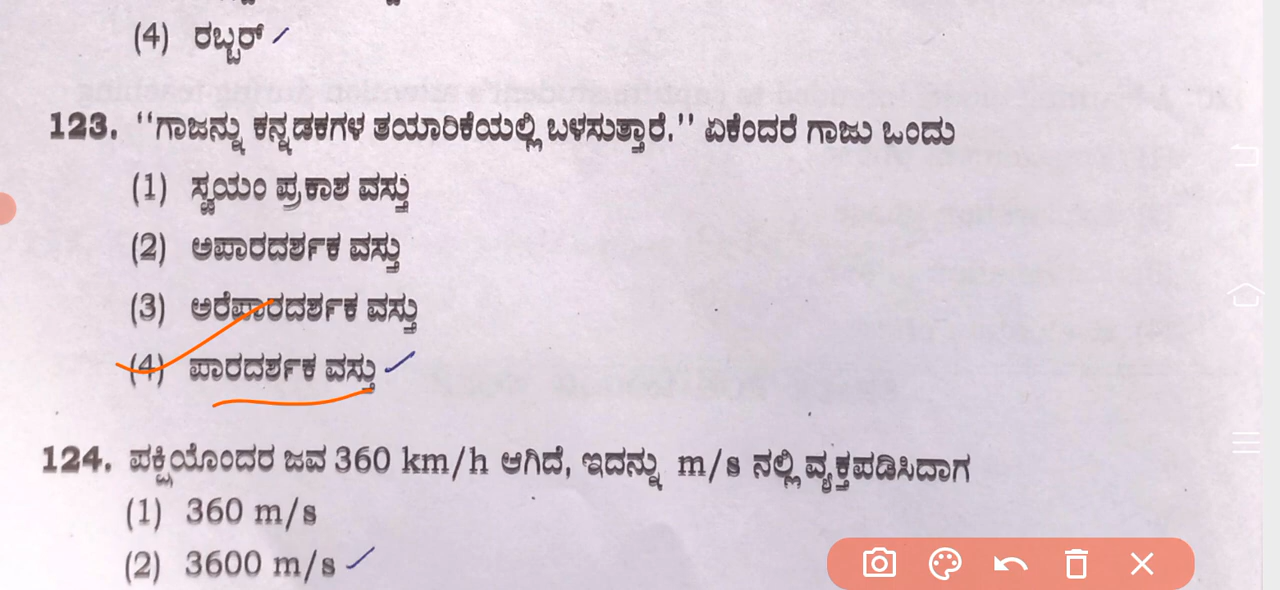 (4) ರಬ್ಬರ್
123. "ಗಾಜನ್ನು ಕನ್ನಡಕಗಳ ತಯಾರಿಕೆಯಲ್ಲಿ ಬಳಸುತ್ತಾರೆ." ಏಕೆಂದರೆ ಗಾಜು ಒಂದು
(1) ಸ್ವಯಂ ಪ್ರಕಾಶ ವಸ್ತು
(2) ಅಪಾರದರ್ಶಕ ವಸ್ತು
(3) ಅರೆಪಾರದರ್ಶಕ ವಸ್ತು
(4) ಪಾರದರ್ಶಕ ವಸ್ತು
124. ಪಕ್ಷಿಯೊಂದರ ಜವ 360 km/h ಆಗಿದೆ, ಇದನ್ನು m/s ನಲ್ಲಿ ವ್ಯಕ್ತಪಡಿಸಿದಾಗ
(1) 360 m/s
(2) 3600 m/s